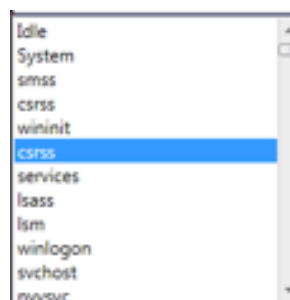 Idle
System
smss
csrss
wininit
csrss
services
lsass
lsm
winlogon
svchost